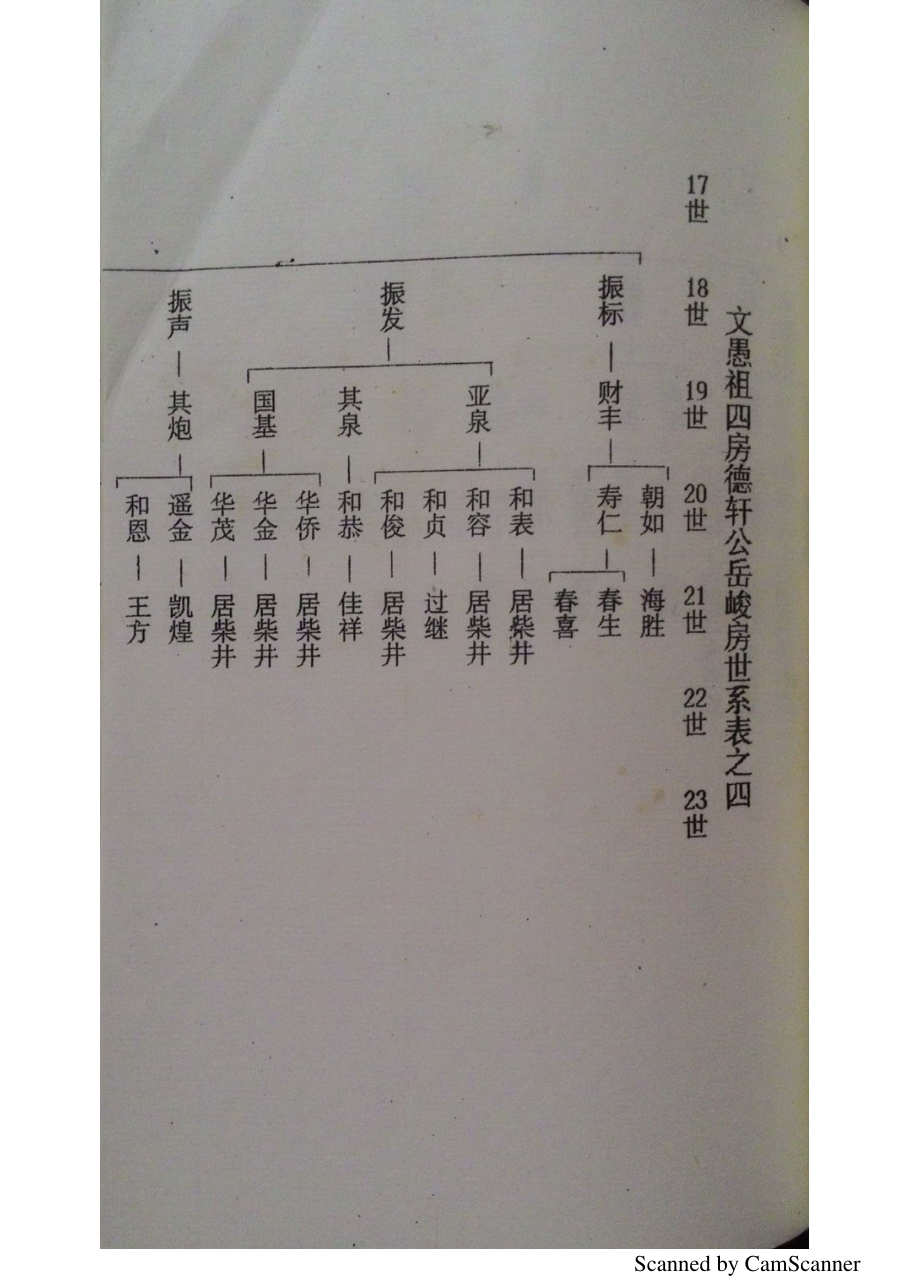 文愚祖四房德轩公岳峻房世系表之四
17世
18世
19世
20世
21世
22世
23世
振标
振发
振声
财丰
亚泉
其泉
国基
其炮
朝如
寿仁
和表
和容
和贞
和俊
和恭
华侨
华金
华茂
遥金
和恩
海胜
春生
春喜
居柴井
居柴井
过继
居柴井
佳祥
居柴井
居柴井
居柴井
凯煌
王方
Scanned by CamScanner